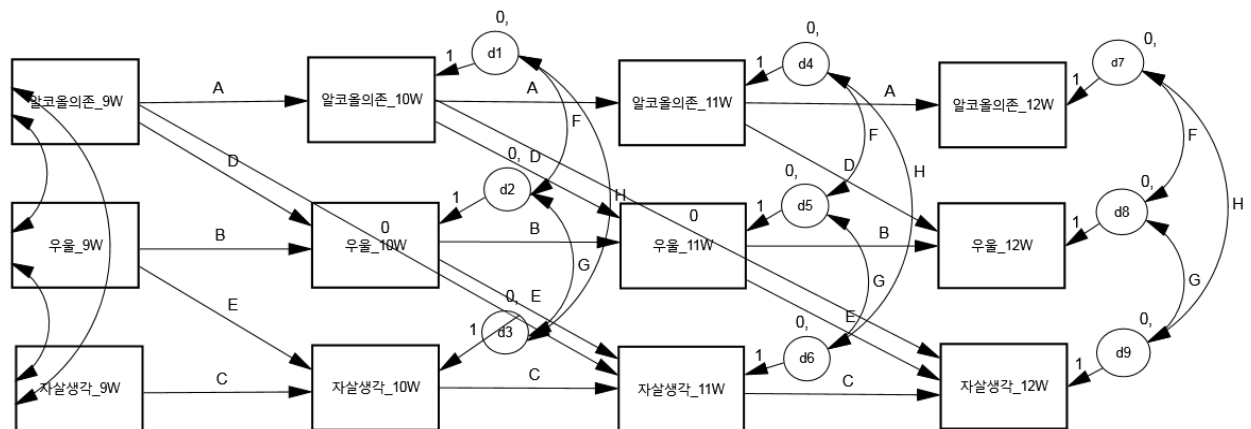 0,
0,
0,
d1
d4
d7
1
1
1
알코올의존_9W
A
알코올의존_10W
A
알코올의존_11W
A
알코올의존_12W
F
F
F
D
0,
D
0,
D
0,
H
H
H
d2
d5
d8
1
1
1
우울_9W
B
0
우울_10W
B
0
우울_11W
B
우울_12W
G
G
G
E
0,
E
0,
E
0,
d3
d6
d9
1
1
1
자살생각_9W
C
자살생각_10W
C
자살생각_11W
C
자살생각_12W